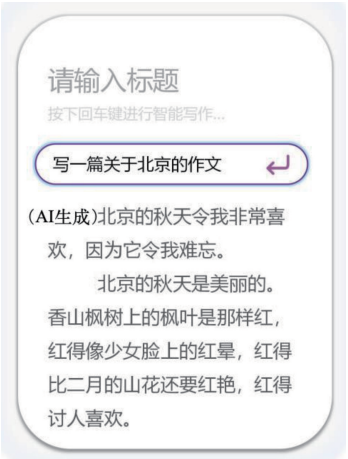 请输入标题
按下回车键进行智能写作...
写一篇关于北京的作文
（AI生成)北京的秋天令我非常喜
欢，因为它令我难忘。
北京的秋天是美丽的。
香山枫树上的枫叶是那样红，
红得像少女脸上的红晕，红得
比二月的山花还要红艳，红得
讨人喜欢。